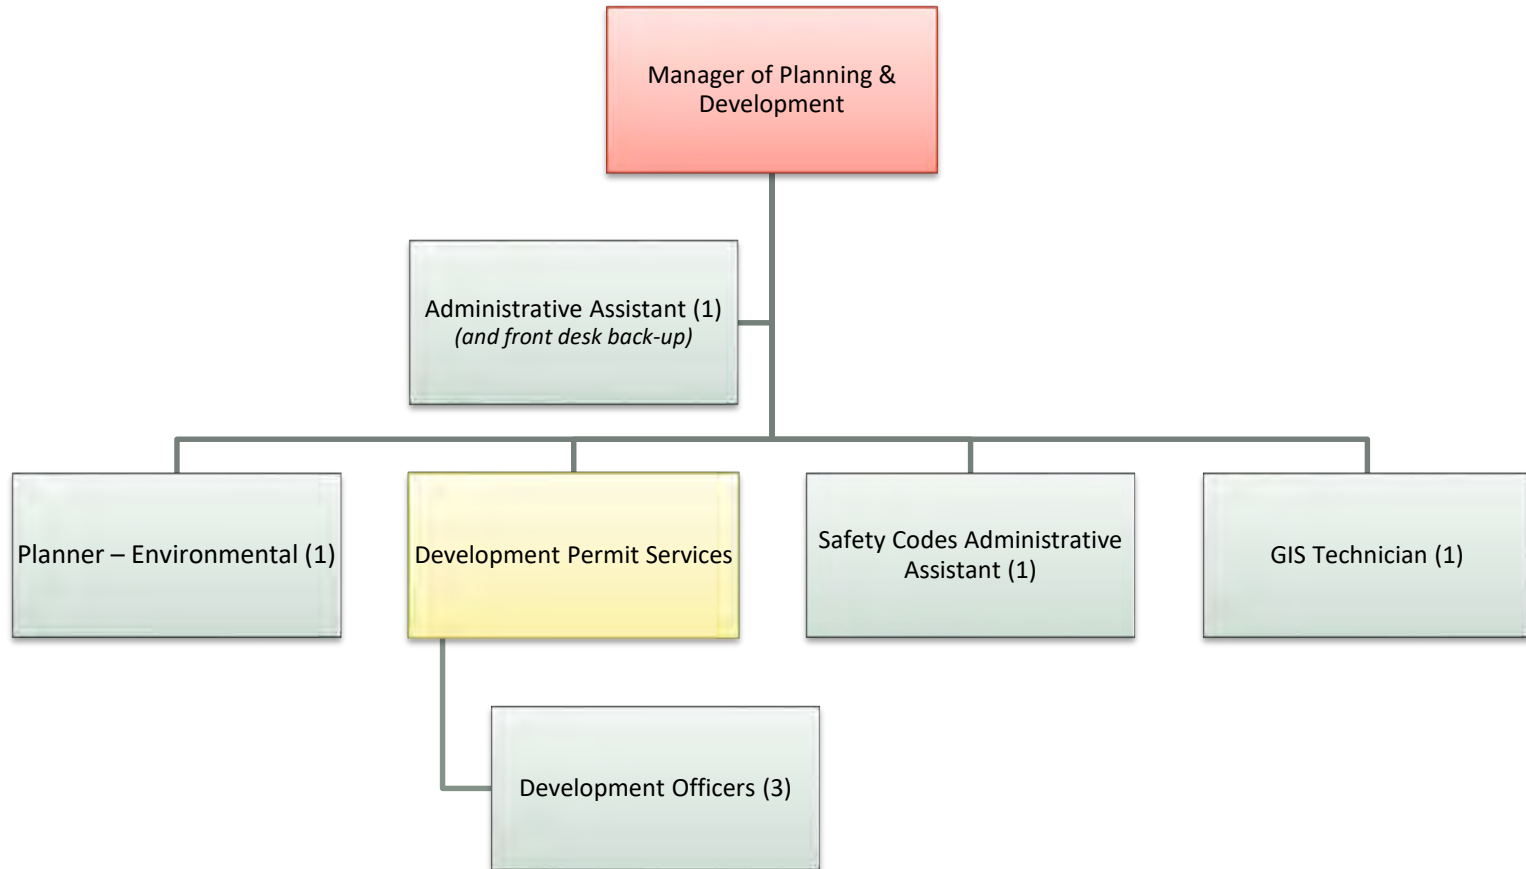 Manager of Planning &
Development
Administrative Assistant (1)
(and front desk back-up)
Planner – Environmental (1)
Development Permit Services
Safety Codes Administrative
Assistant (1)
GIS Technician (1)
Development Officers (3)